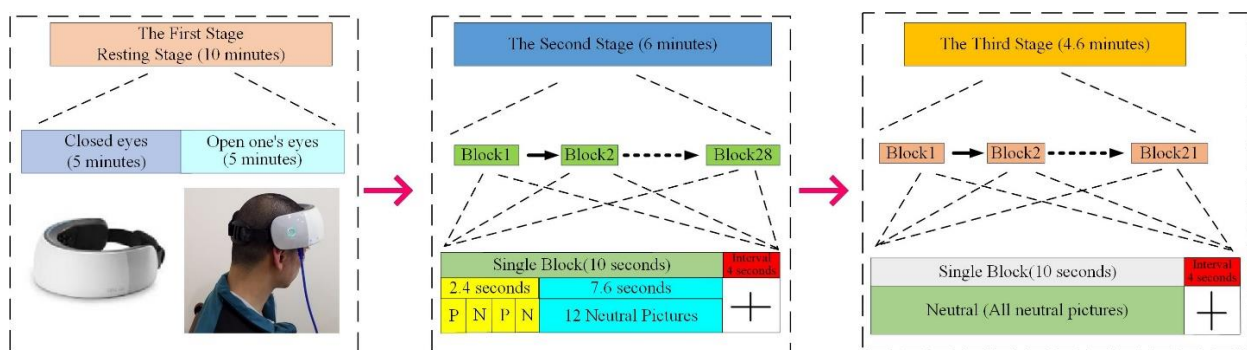 The First Stage
Resting Stage (10 minutes)
Closed eyes
(5 minutes)
Open one's eyes
(5 minutes)
The Second Stage (6 minutes)
Block1
Block2
Block28
Single Block(10 seconds)
Interval
4 seconds
2.4 seconds
7.6 seconds
P N P N
12 Neutral Pictures
The Third Stage (4.6 minutes)
Block1
Block2
Block21
Single Block(10 seconds)
Interval
4 seconds
Neutral (All neutral pictures)